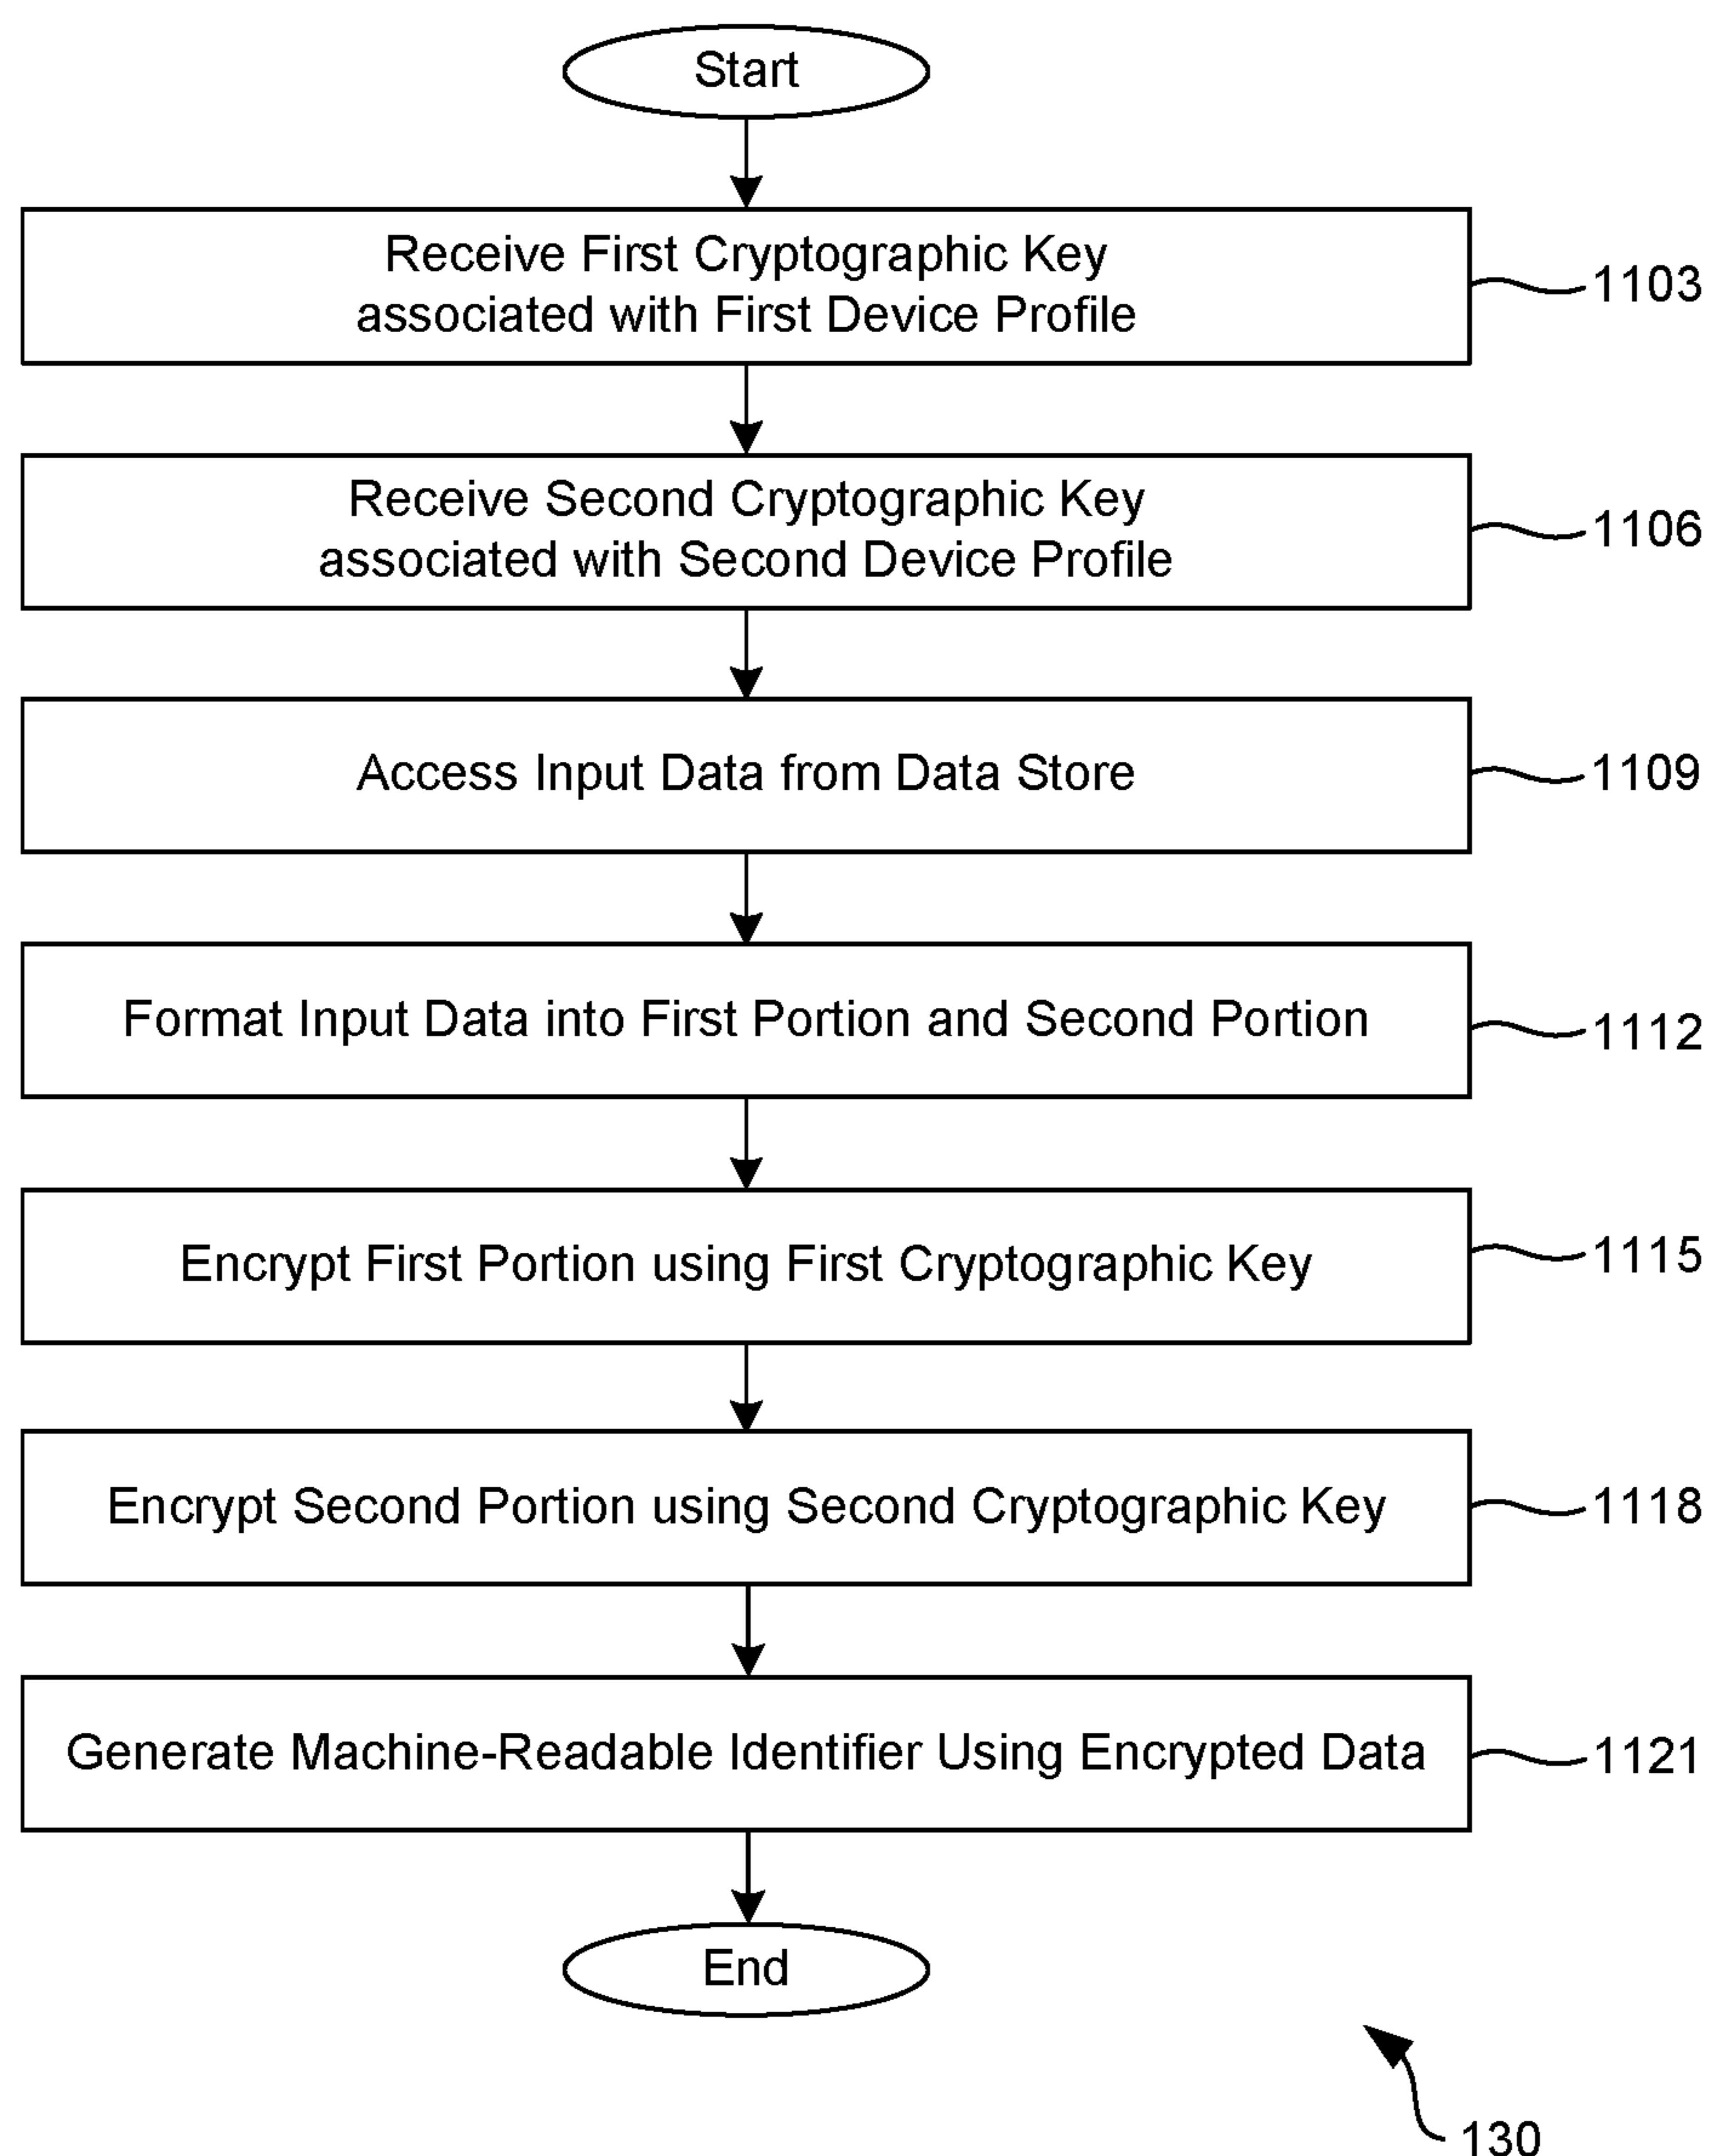 Start
Receive First Cryptographic Key
associated with First Device Profile
1103
Receive Second Cryptographic Key
associated with Second Device Profile
1106
Access Input Data from Data Store
1109
Format Input Data into First Portion and Second Portion
1112
Encrypt First Portion using First Cryptographic Key
1115
Encrypt Second Portion using Second Cryptographic Key
1118
Generate Machine-Readable Identifier Using Encrypted Data
1121
End
130